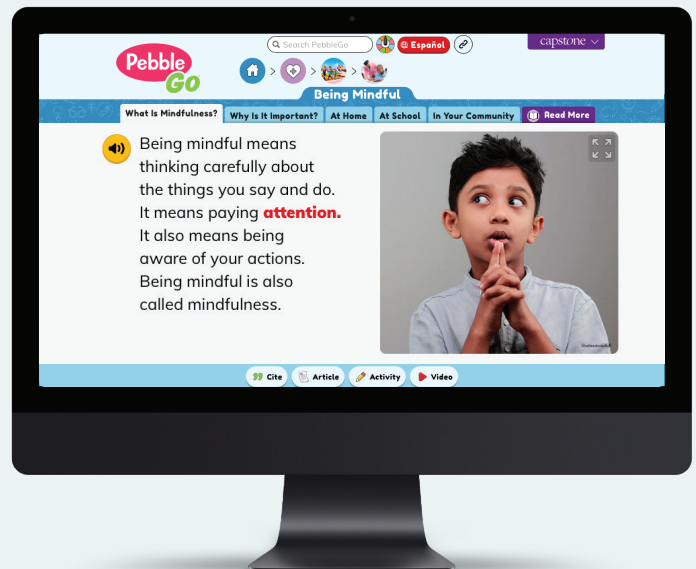 Search PebbleGo
Español
capstone
Pebble
Go
Being Mindful
What Is Mindfulness?
Why Is It Important?
At Home
At School
In Your Community
Read More
Being mindful means
thinking carefully about
the things you say and do.
It means paying attention.
It also means being
aware of your actions.
Being mindful is also
called mindfulness.
Cite
Article
Activity
Video